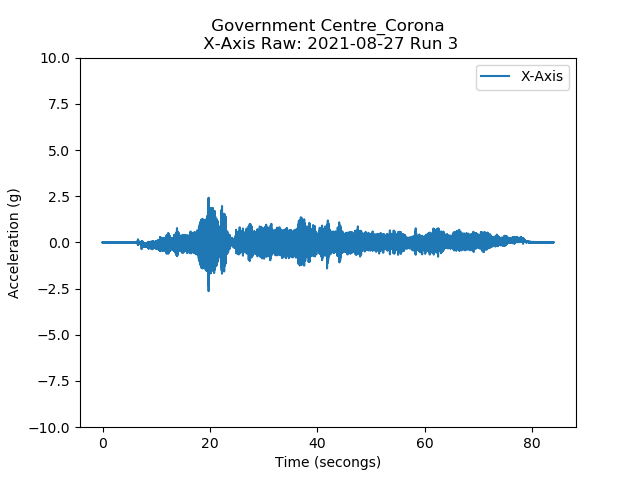 Government Centre_Corona
X-Axis Raw: 2021-08-27 Run 3
X-Axis
10.0
7.5
5.0
2.5
0.0
−2.5
−5.0
−7.5
−10.0
Acceleration (g)
0 20 40 60 80
Time (secongs)